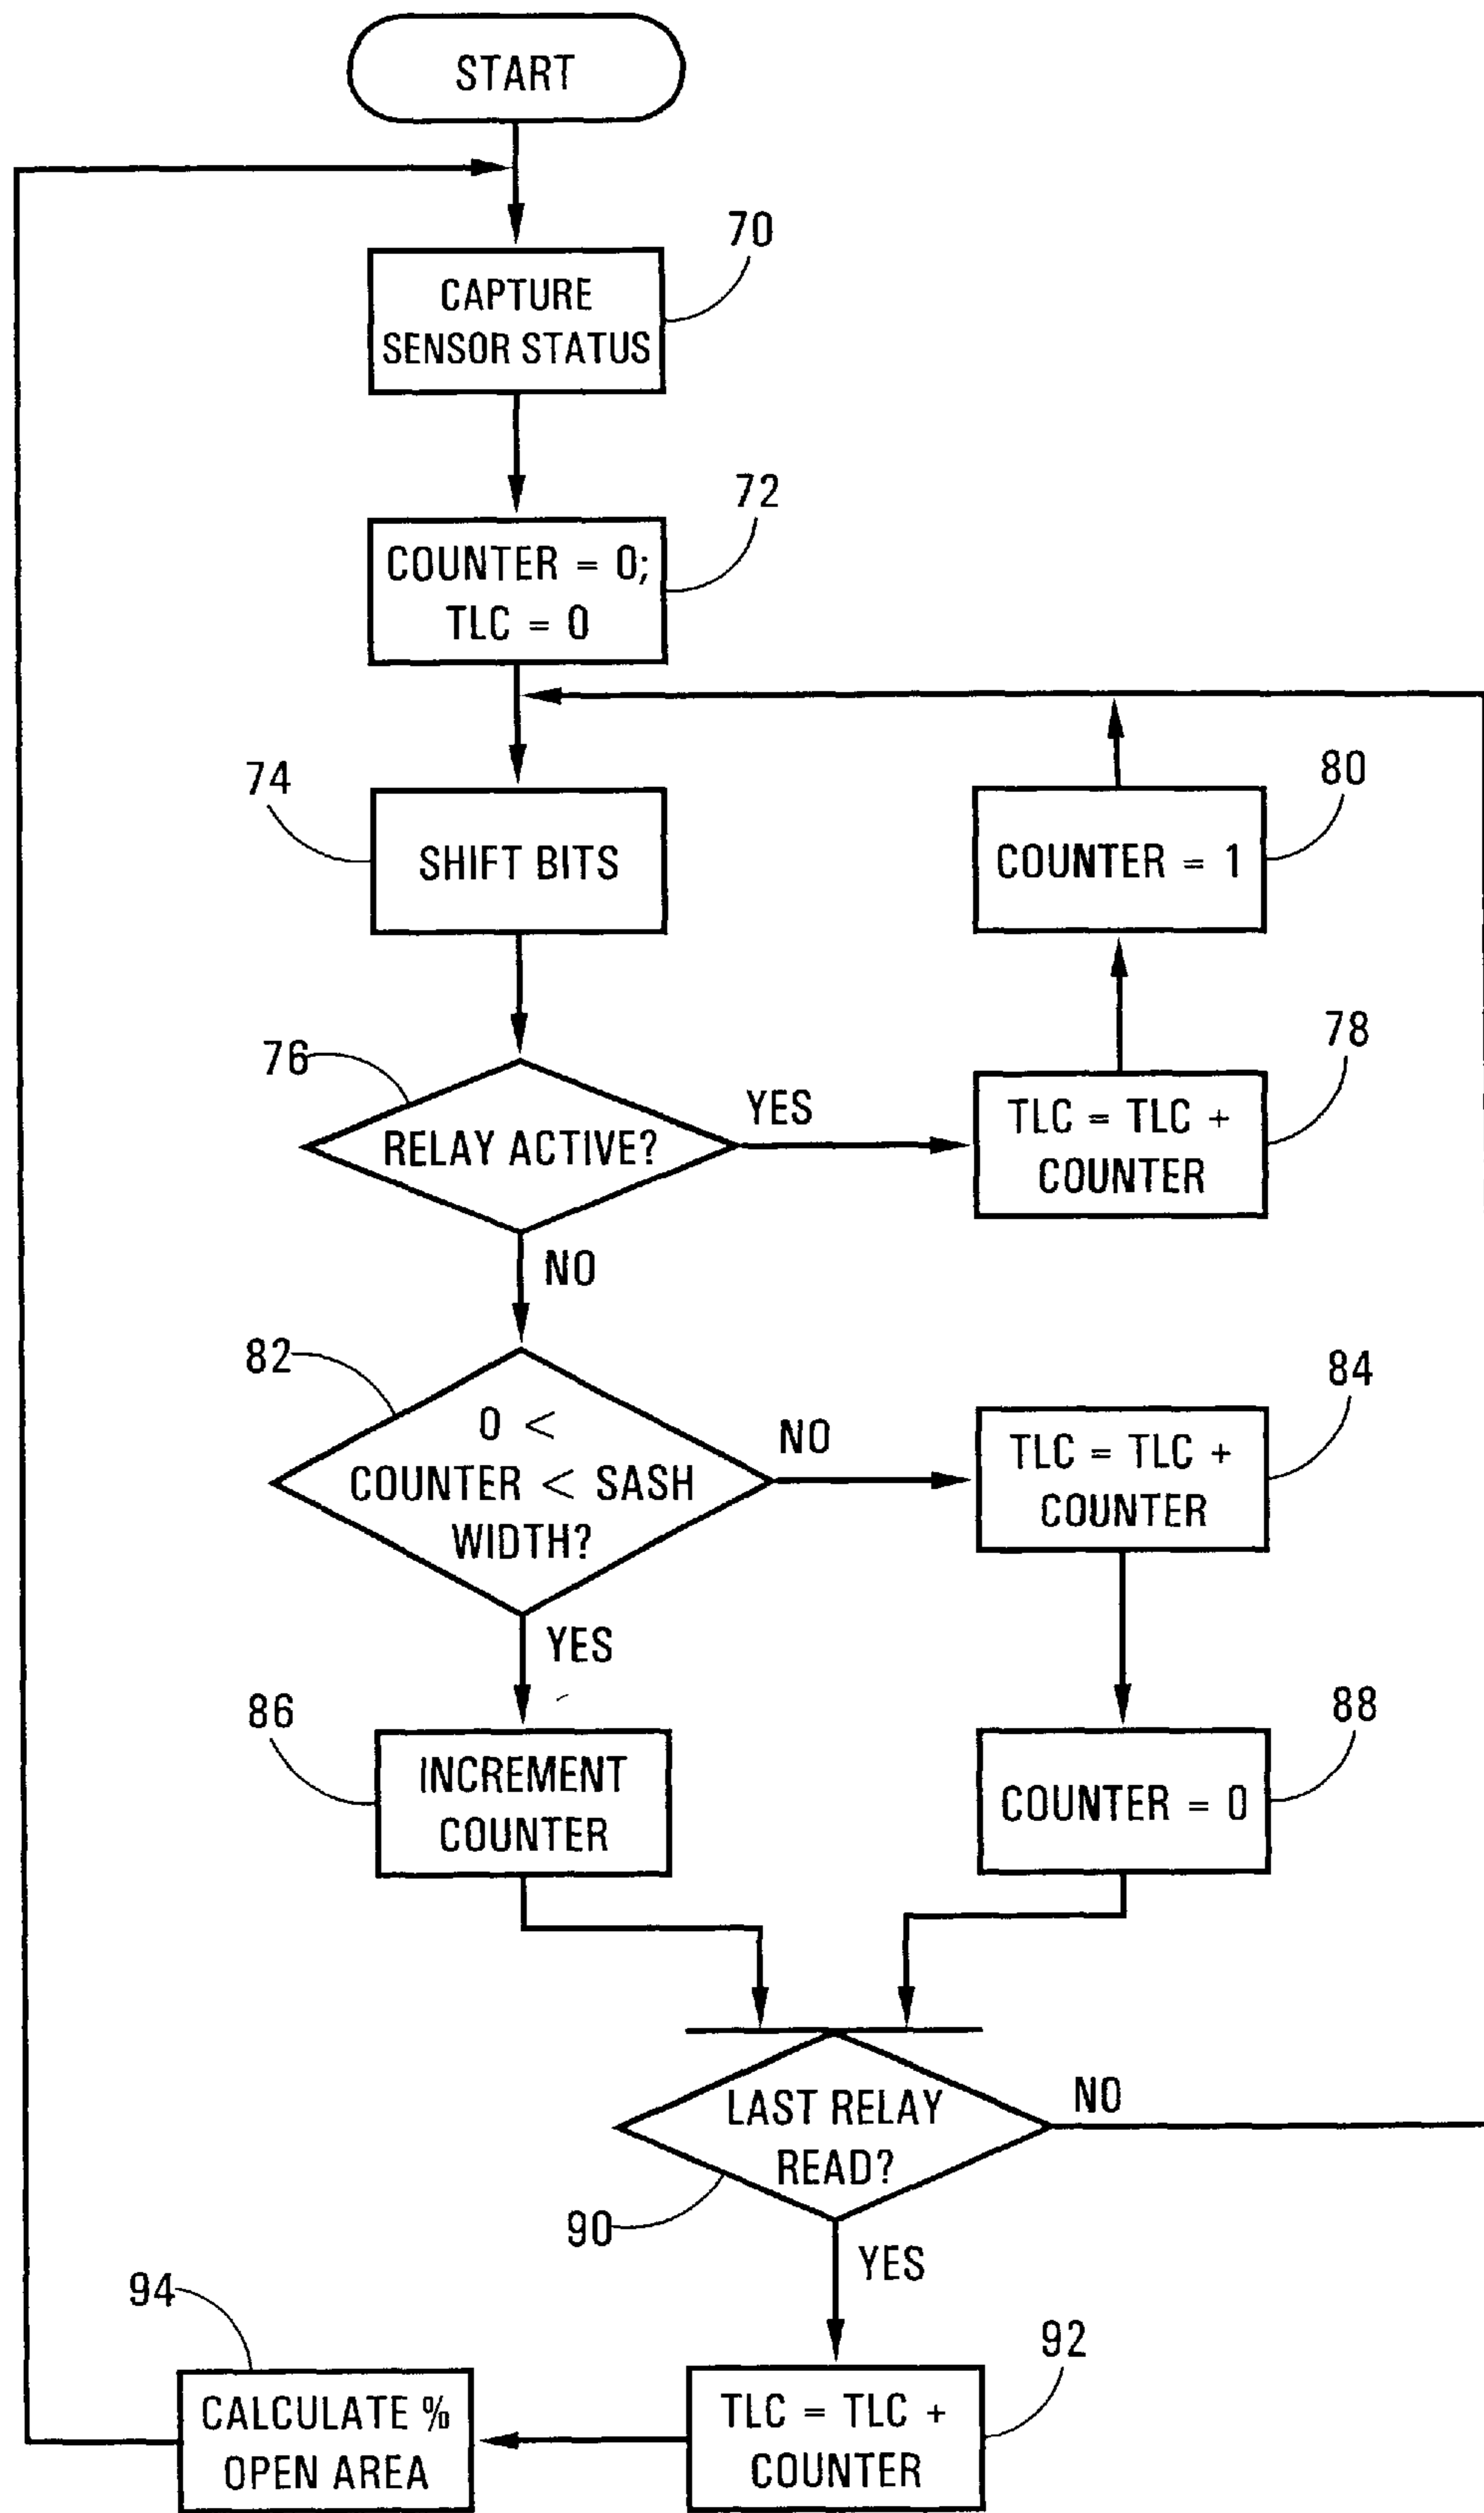 START
70
CAPTURE
SENSOR STATUS
72
COUNTER = 0;
TLC = 0
74
SHIFT BITS
80
COUNTER = 1
76
RELAY ACTIVE?
YES
78
TLC = TLC +
COUNTER
NO
82
0 <
COUNTER < SASH
WIDTH?
NO
84
TLC = TLC +
COUNTER
YES
86
INCREMENT
COUNTER
88
COUNTER = 0
LAST RELAY
READ?
NO
90
YES
94
CALCULATE %
OPEN AREA
92
TLC = TLC +
COUNTER